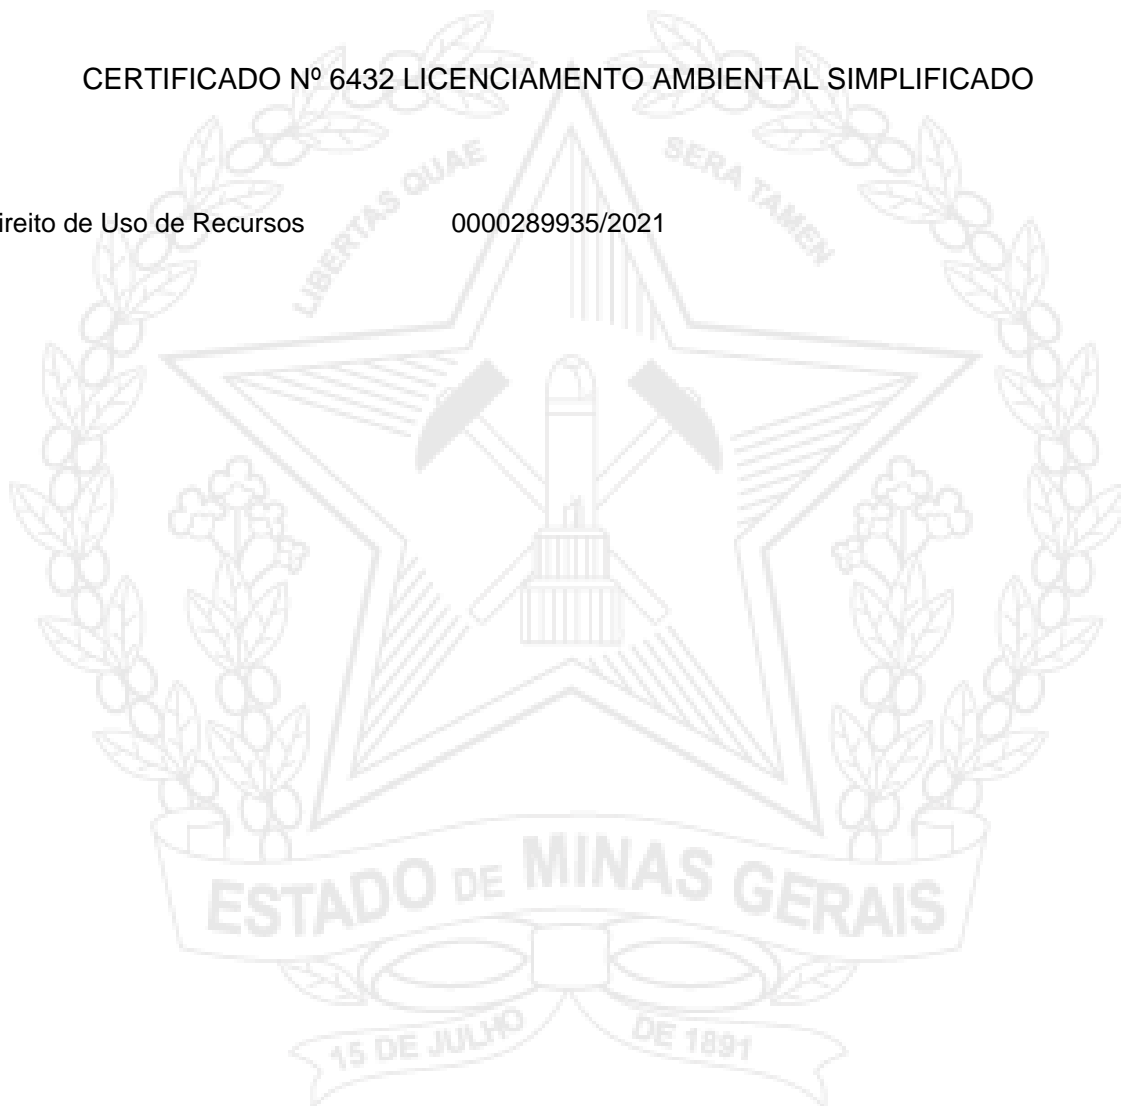 CERTIFICADO Nº 6432 LICENCIAMENTO AMBIENTAL SIMPLIFICADO
LIBERTAS QUAE SERA TAMEN
ireito de Uso de Recursos 0000289935/2021
ESTADO DE MINAS GERAIS
15 DE JULHO DE 1891